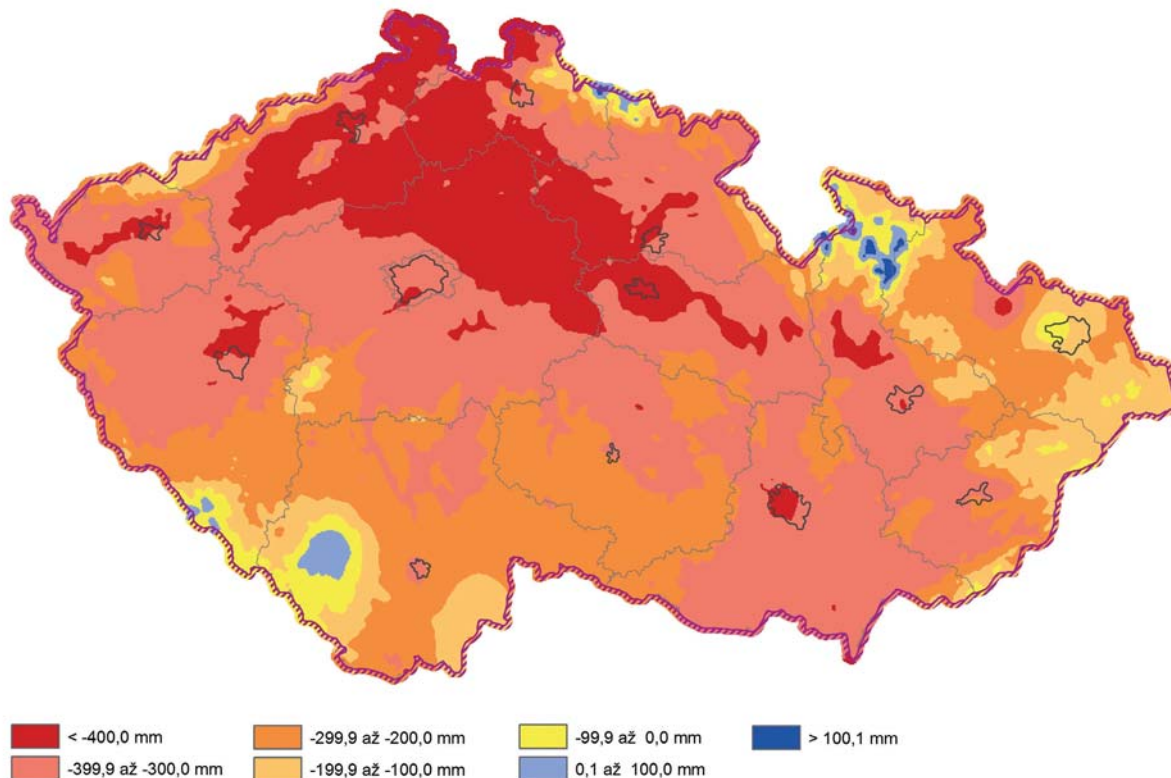 < -400,0 mm
-299,9 až -200,0 mm
-99,9 až 0,0 mm
> 100,1 mm
-399,9 až -300,0 mm
-199,9 až -100,0 mm
0,1 až 100,0 mm